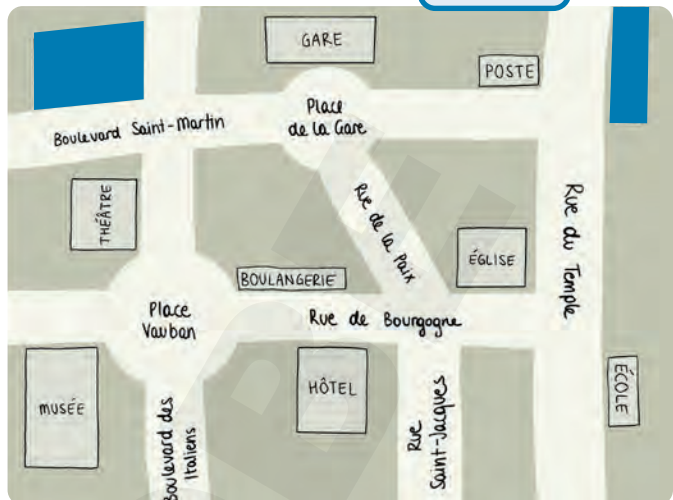 GARE
POSTE
Place
de la Gare
Boulevard Saint-Martin
THÉÂTRE
Rue de la Paix
Rue du Temple
ÉGLISE
BOULANGERIE
Place
Vauban
Rue de Bourgogne
MUSÉE
HÔTEL
ÉCOLE
Boulevard des
Italiens
Rue
Saint-Jacques